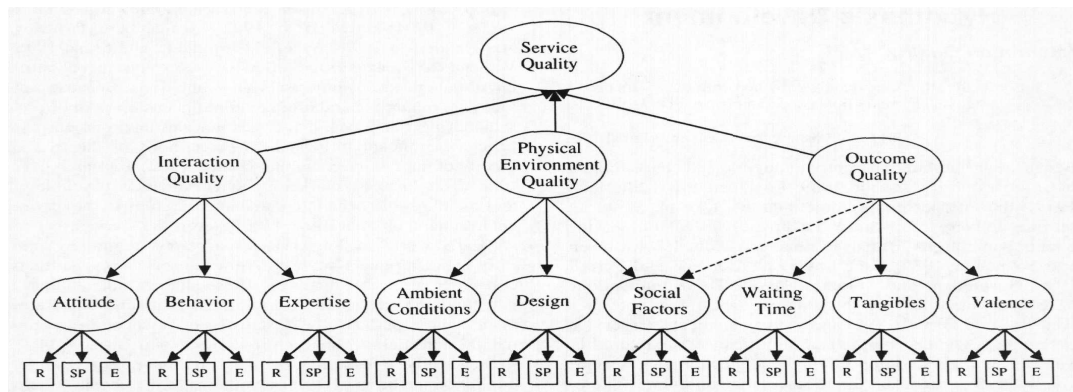 Service
Quality
Interaction
Quality
Physical
Environment
Quality
Outcome
Quality
Attitude
Behavior
Expertise
Ambient
Conditions
Design
Social
Factors
Waiting
Time
Tangibles
Valence
R SP E R SP E R SP E R SP E R SP E R SP E R SP E R SP E R SP E